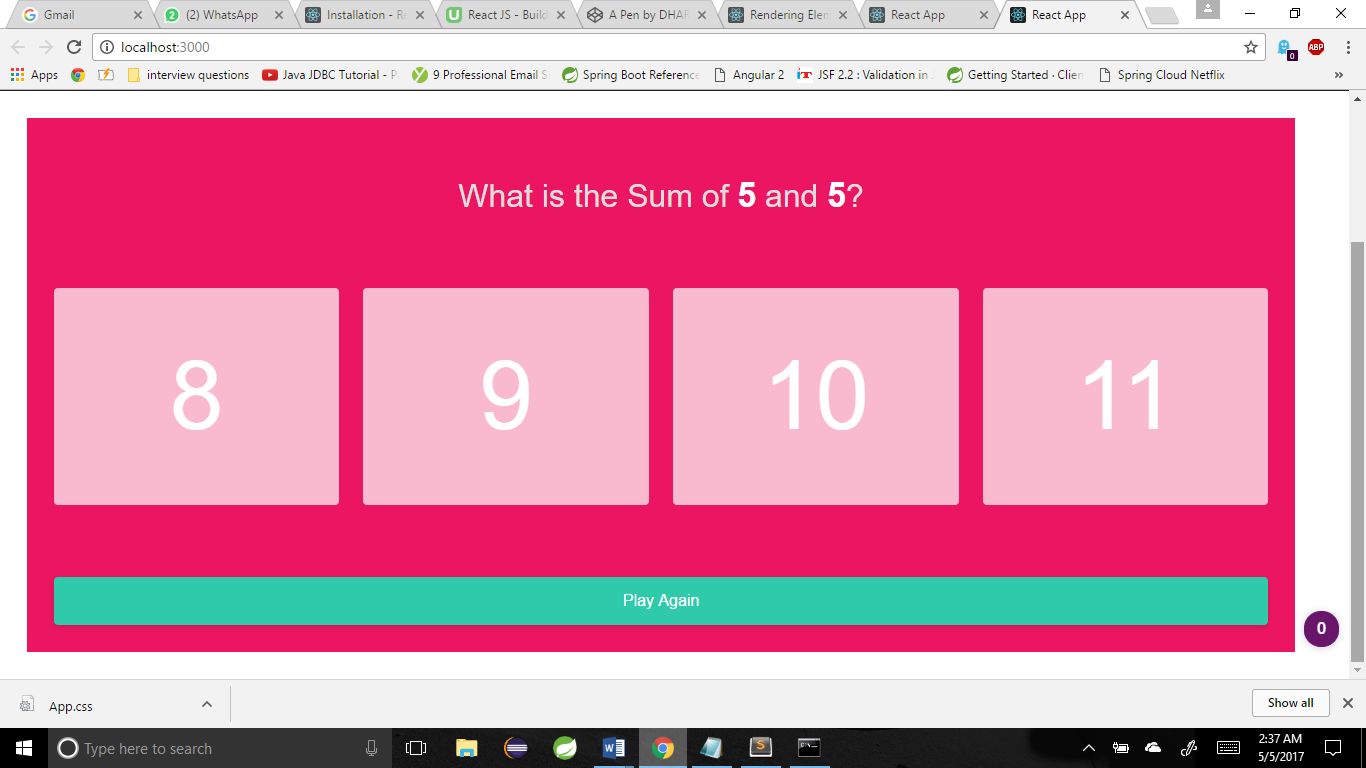 Gmail
(2) WhatsApp
Installation - Re
React JS - Build
A Pen by DHAR
Rendering Elem
React App
React App
localhost:3000
ABP
0
Apps
interview questions
Java JDBC Tutorial - P
9 Professional Email S
Spring Boot Reference
Angular 2
JSF 2.2 : Validation in
Getting Started · Clien
Spring Cloud Netflix
»
What is the Sum of 5 and 5?
8
9
10
11
Play Again
0
App.css
Show all
Type here to search
2:37 AM
5/5/2017